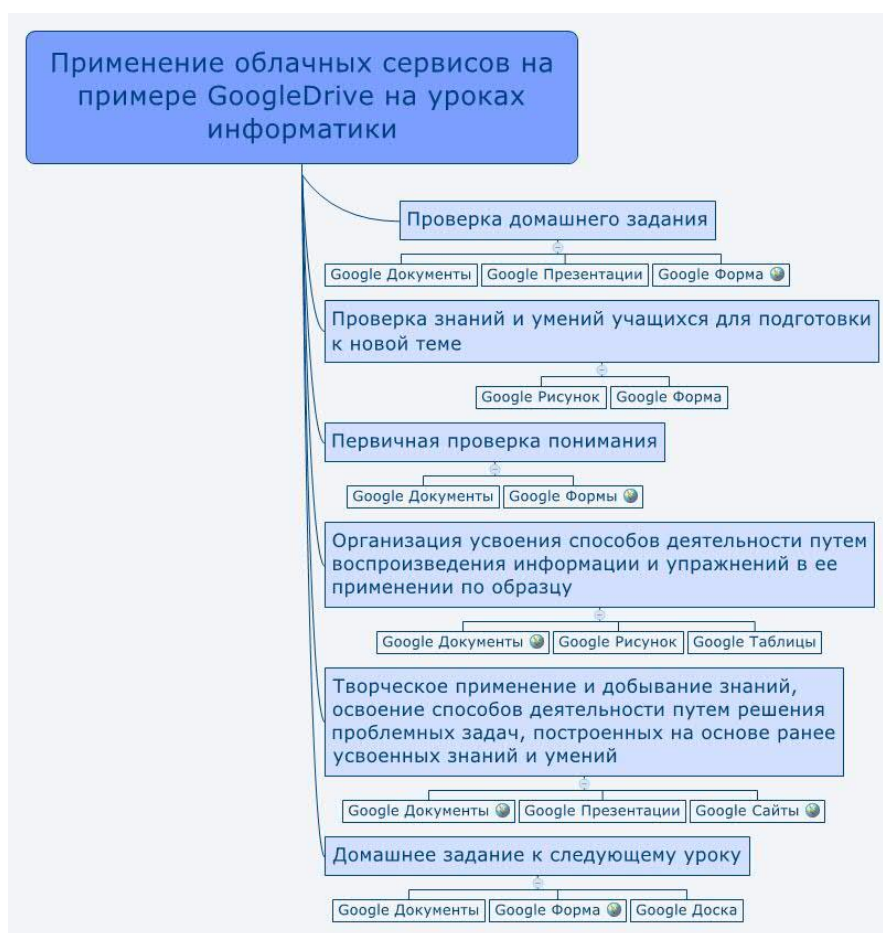 Применение облачных сервисов на
примере GoogleDrive на уроках
информатики
Проверка домашнего задания
Google Документы Google Презентации Google Форма
Проверка знаний и умений учащихся для подготовки
к новой теме
Google Рисунок Google Форма
Первичная проверка понимания
Google Документы Google Формы
Организация усвоения способов деятельности путем
воспроизведения информации и упражнений в ее
применении по образцу
Google Документы Google Рисунок Google Таблицы
Творческое применение и добывание знаний,
освоение способов деятельности путем решения
проблемных задач, построенных на основе ранее
усвоенных знаний и умений
Google Документы Google Презентации Google Сайты
Домашнее задание к следующему уроку
Google Документы Google Форма Google Доска